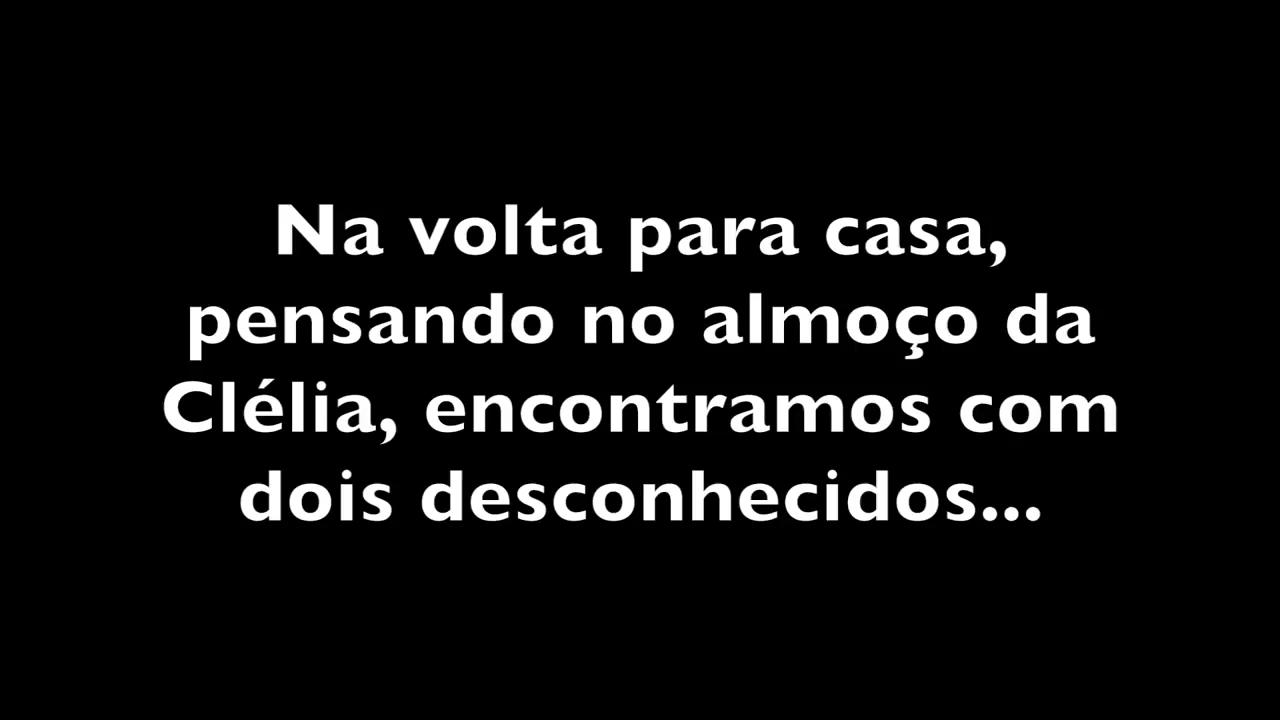 Na volta para casa,
pensando no almoço da
Clélia, encontramos com
dois desconhecidos...